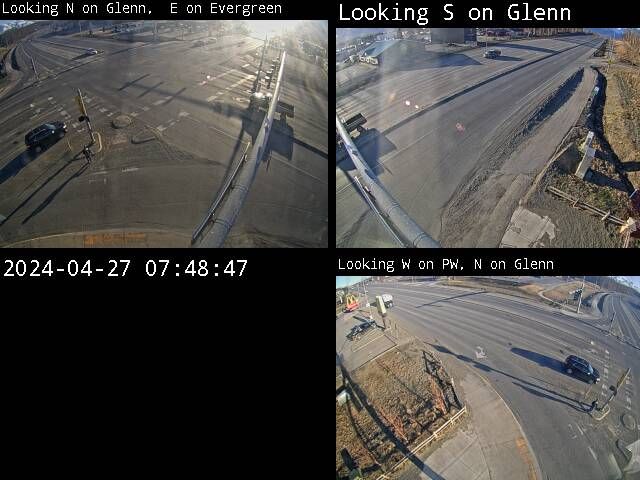 Looking N on Glenn,  E on Evergreen
Looking S on Glenn
2024-04-27 07:48:47
Looking W on PW, N on Glenn